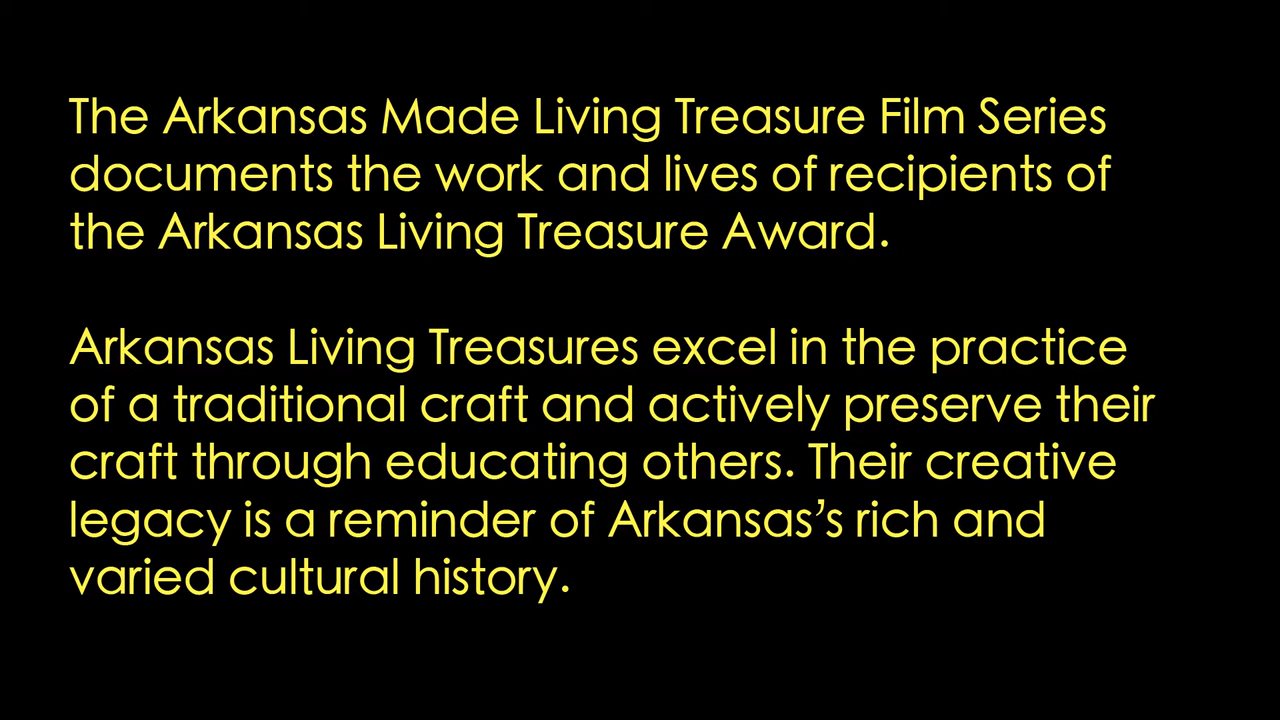 The Arkansas Made Living Treasure Film Series
documents the work and lives of recipients of
the Arkansas Living Treasure Award.
Arkansas Living Treasures excel in the practice
of a traditional craft and actively preserve their
craft through educating others. Their creative
legacy is a reminder of Arkansas’s rich and
varied cultural history.